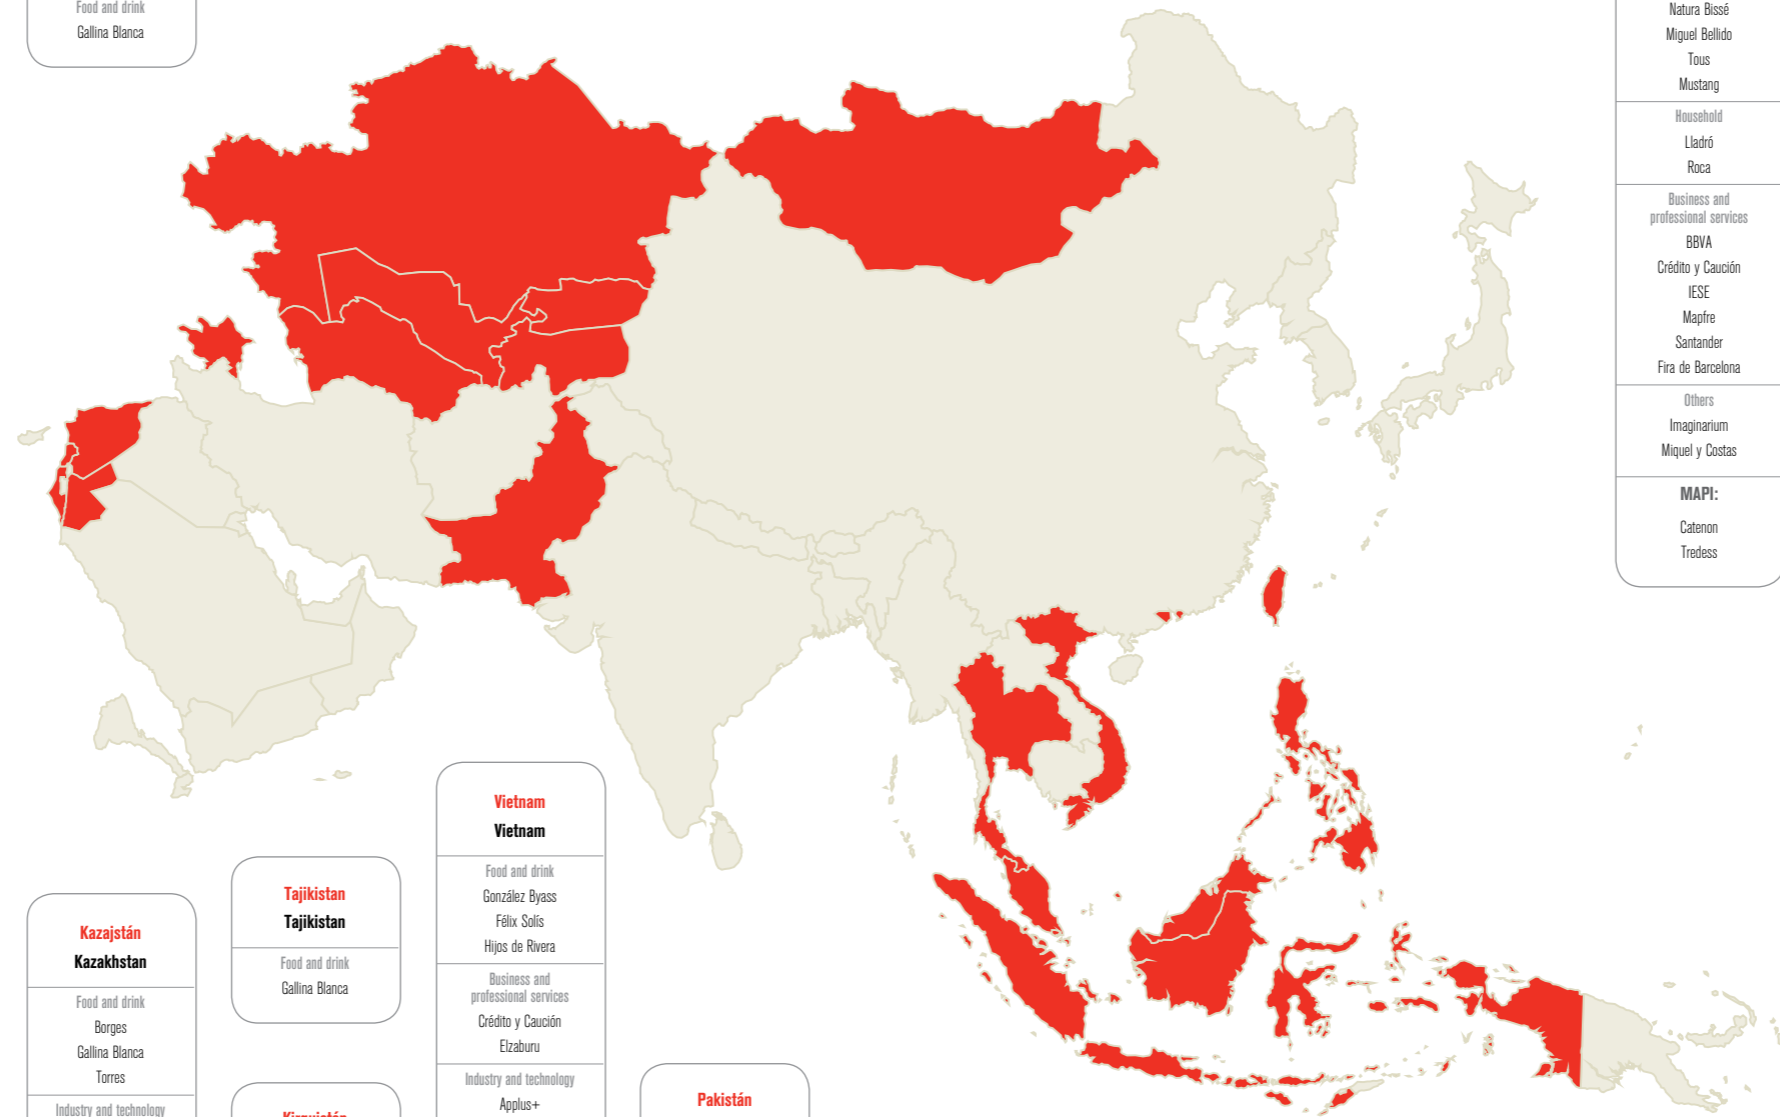 Food and drink
Gallina Blanca
Natura Bissé
Miguel Bellido
Tous
Mustang
Household
Lladró
Roca
Business and
professional services
BBVA
Crédito y Caución
IESE
Mapfre
Santander
Fira de Barcelona
Others
Imaginarium
Miquel y Costas
MAPI:
Catenon
Tredess
Kazajstán
Kazakhstan
Food and drink
Borges
Gallina Blanca
Torres
Industry and technology
Tajikistan
Tajikistan
Food and drink
Gallina Blanca
Kirguistán
Vietnam
Vietnam
Food and drink
González Byass
Félix Solís
Hijos de Rivera
Business and
professional services
Crédito y Caución
Elzaburu
Industry and technology
Applus+
Pakistán